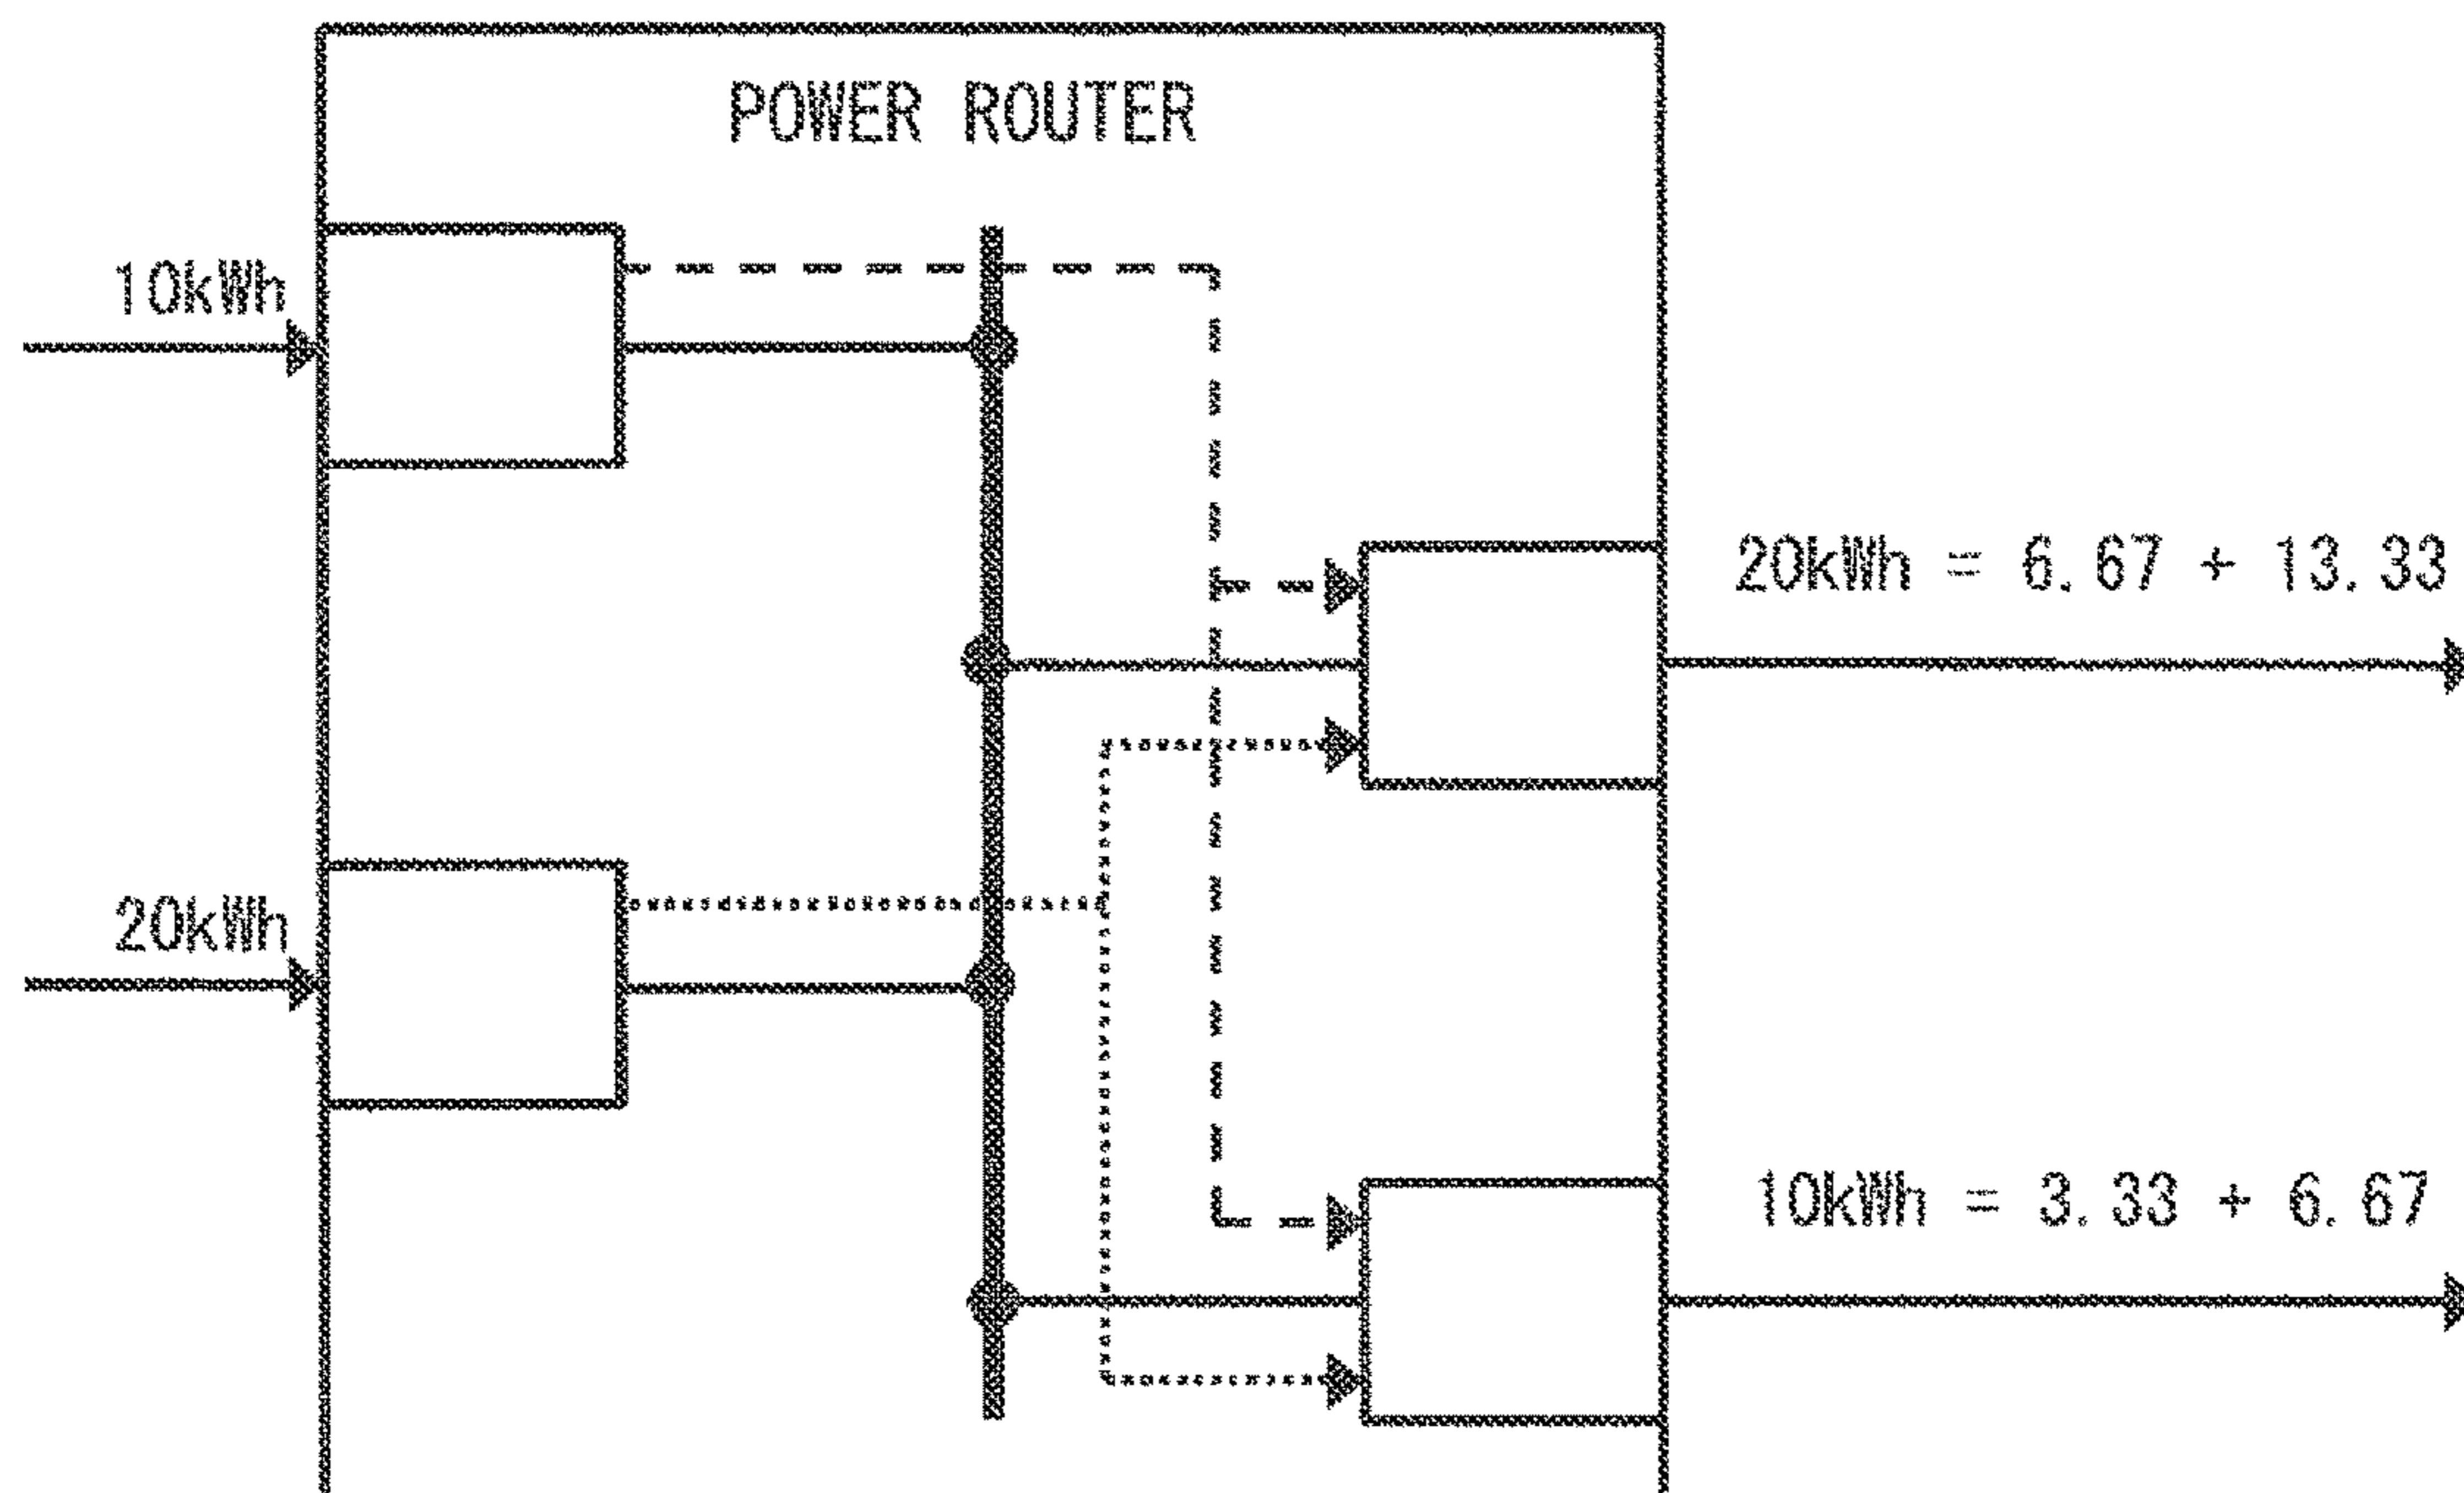 POWER ROUTER
10kWh
20kWh = 6.67 + 13.33
20kWh
10kWh = 3.33 + 6.67